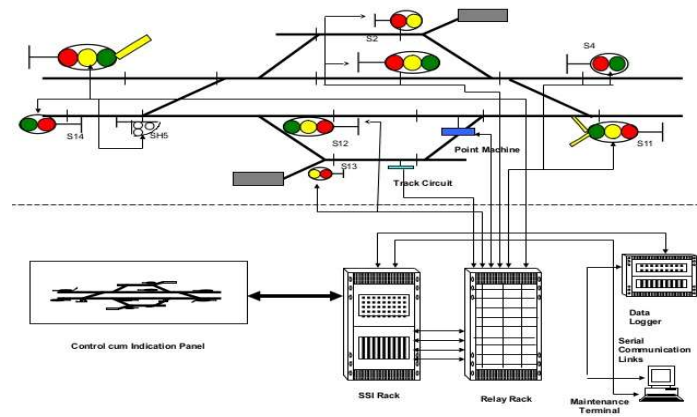 S2
S4
S14
SH5
S12
S11
S13
Point Machine
Track Circuit
Control cum Indication Panel
SSI Rack
Relay Rack
Data
Logger
Serial
Communication
Links
Maintenance
Terminal